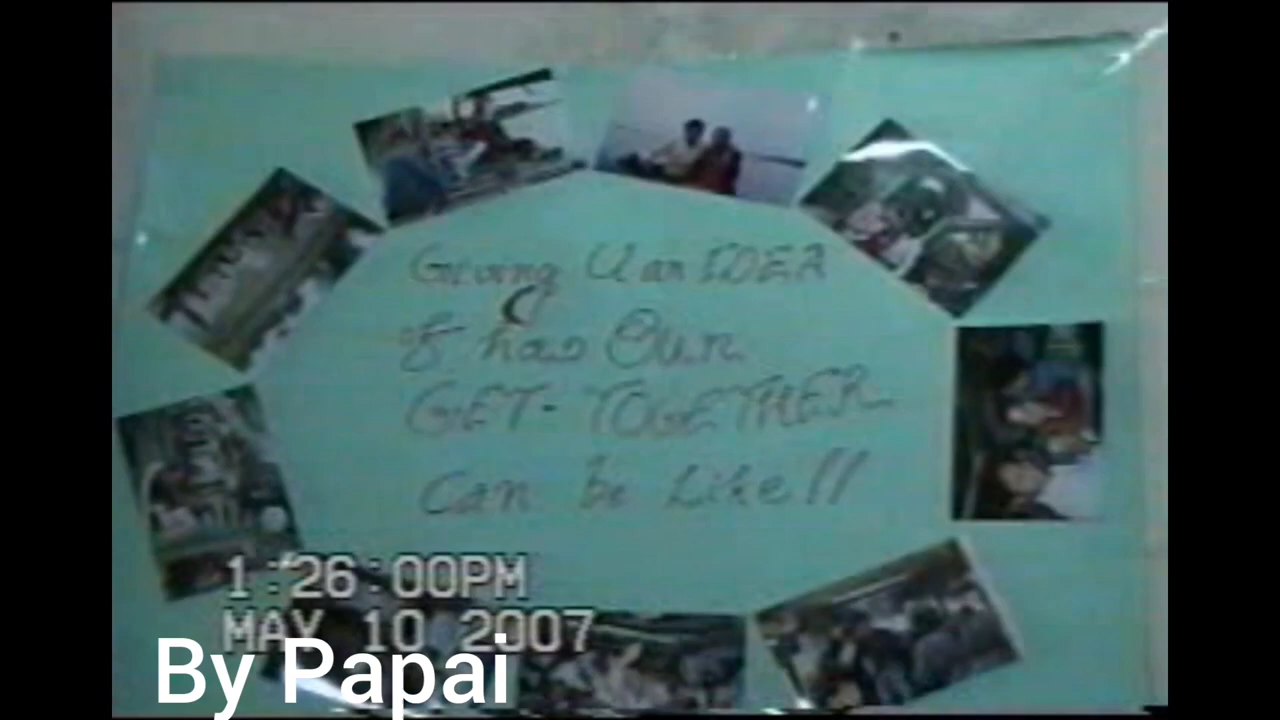 Giving U an IDEA
of how Our
GET-TOGETHER
Can be Like!!
1:26:00PM
MAY 10 2007
By Papai